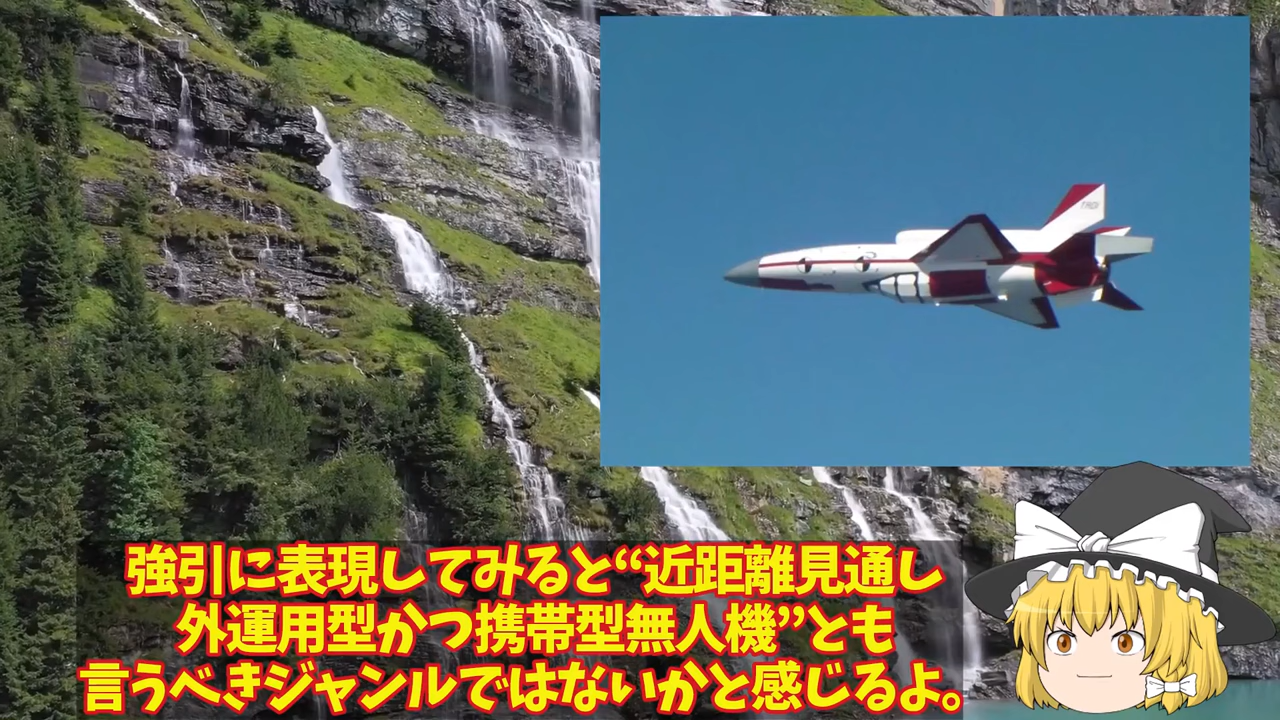 TRDI
強引に表現してみると“近距離見通し
外運用型かつ携帯型無人機”とも
言うべきジャンルではないかと感じるよ。